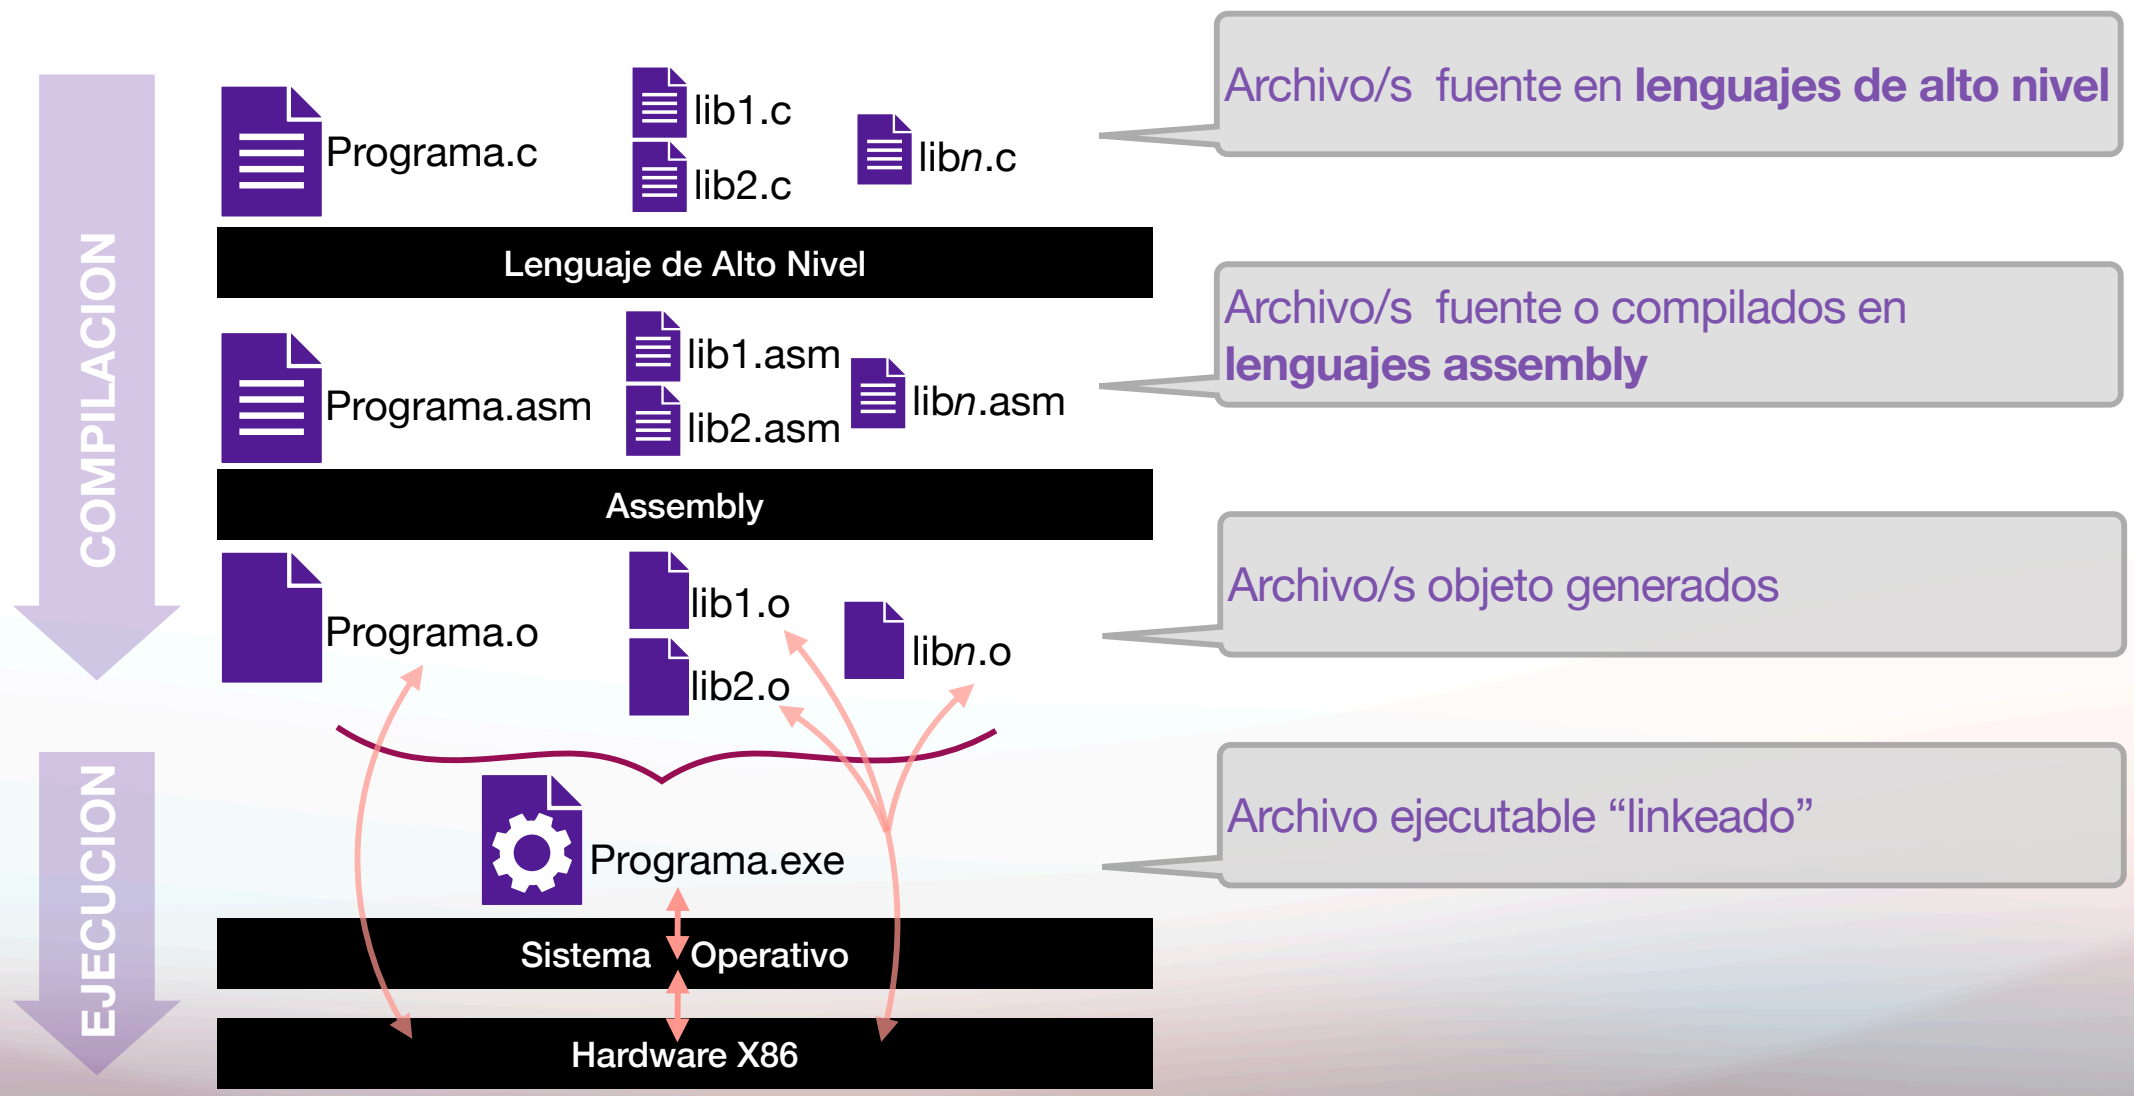 COMPILACION
Programa.c
lib1.c
lib2.c
libn.c
Archivo/s fuente en lenguajes de alto nivel
Lenguaje de Alto Nivel
Programa.asm
lib1.asm
lib2.asm
libn.asm
Archivo/s fuente o compilados en
lenguajes assembly
Assembly
Programa.o
lib1.o
lib2.o
libn.o
Archivo/s objeto generados
EJECUCION
Programa.exe
Archivo ejecutable “linkeado”
Sistema Operativo
Hardware X86